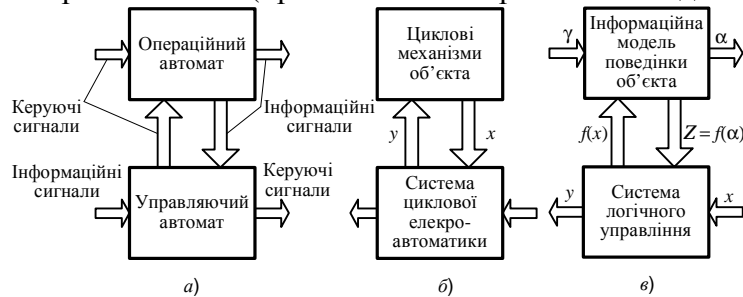 Операційний
автомат
Керуючі
сигнали
Інформаційні
сигнали
Інформаційні
сигнали
Керуючі
сигнали
Управляючий
автомат
а)
Циклові
механізми
об’єкта
y
x
Система
циклової
елекро-
автоматики
б)
γ
Інформаційна
модель
поведінки
об’єкта
α
f(x)
Z = f(α)
y
Система
логічного
управління
x
в)